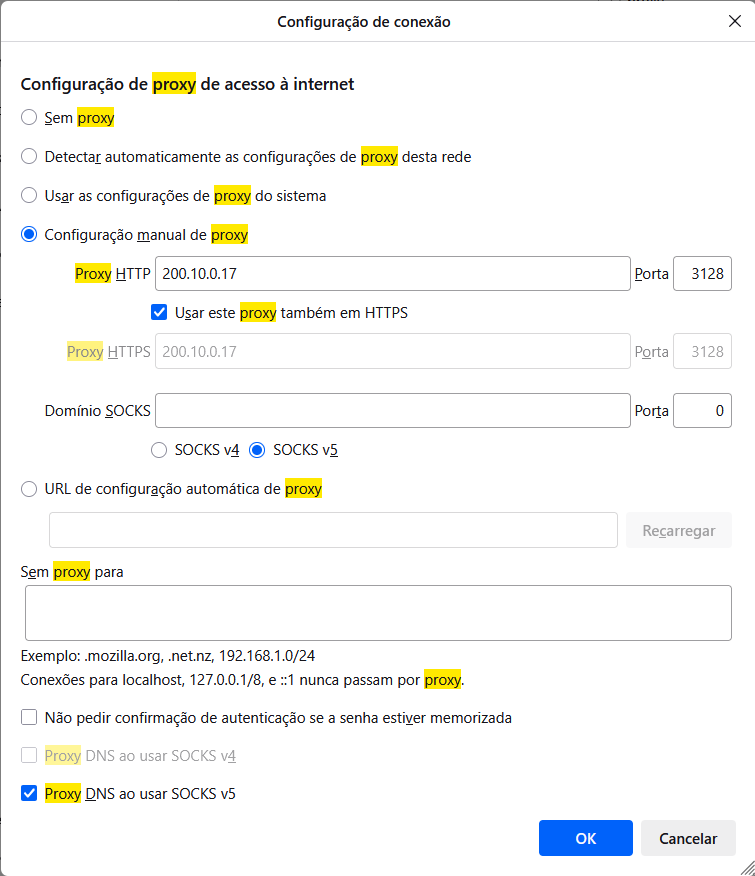 Configuração de conexão
Configuração de proxy de acesso à internet
Sem proxy
Detectar automaticamente as configurações de proxy desta rede
Usar as configurações de proxy do sistema
Configuração manual de proxy
Proxy HTTP 200.10.0.17 Porta 3128
Usar este proxy também em HTTPS
Proxy HTTPS 200.10.0.17 Porta 3128
Domínio SOCKS Porta 0
SOCKS v4 SOCKS v5
URL de configuração automática de proxy
Recarregar
Sem proxy para
Exemplo: .mozilla.org, .net.nz, 192.168.1.0/24
Conexões para localhost, 127.0.0.1/8, e ::1 nunca passam por proxy.
Não pedir confirmação de autenticação se a senha estiver memorizada
Proxy DNS ao usar SOCKS v4
Proxy DNS ao usar SOCKS v5
OK Cancelar